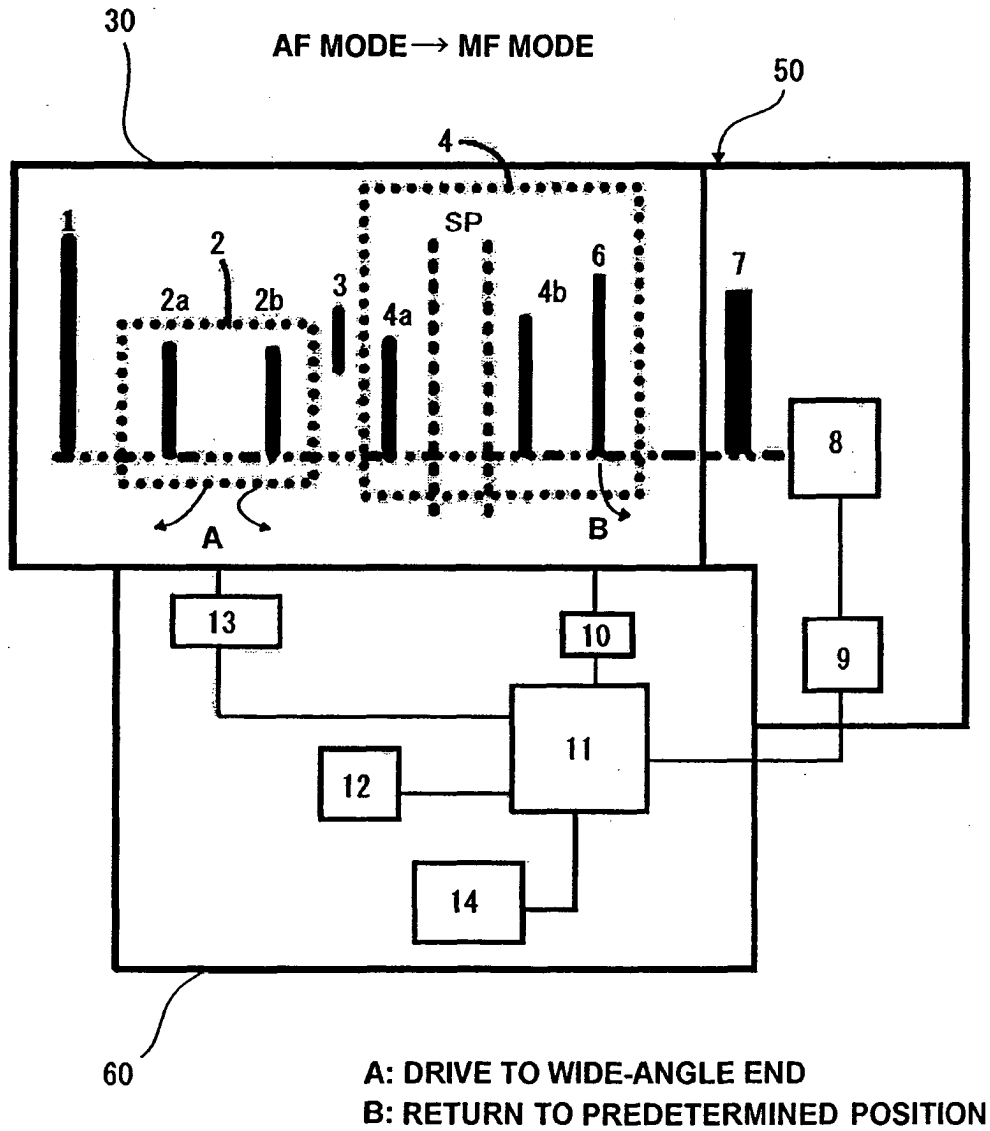 30
AF MODE → MF MODE
50
4
1
SP
2
2a
2b
3
4a
4b
6
7
8
A
B
13
10
9
11
12
14
60
A: DRIVE TO WIDE-ANGLE END
B: RETURN TO PREDETERMINED POSITION